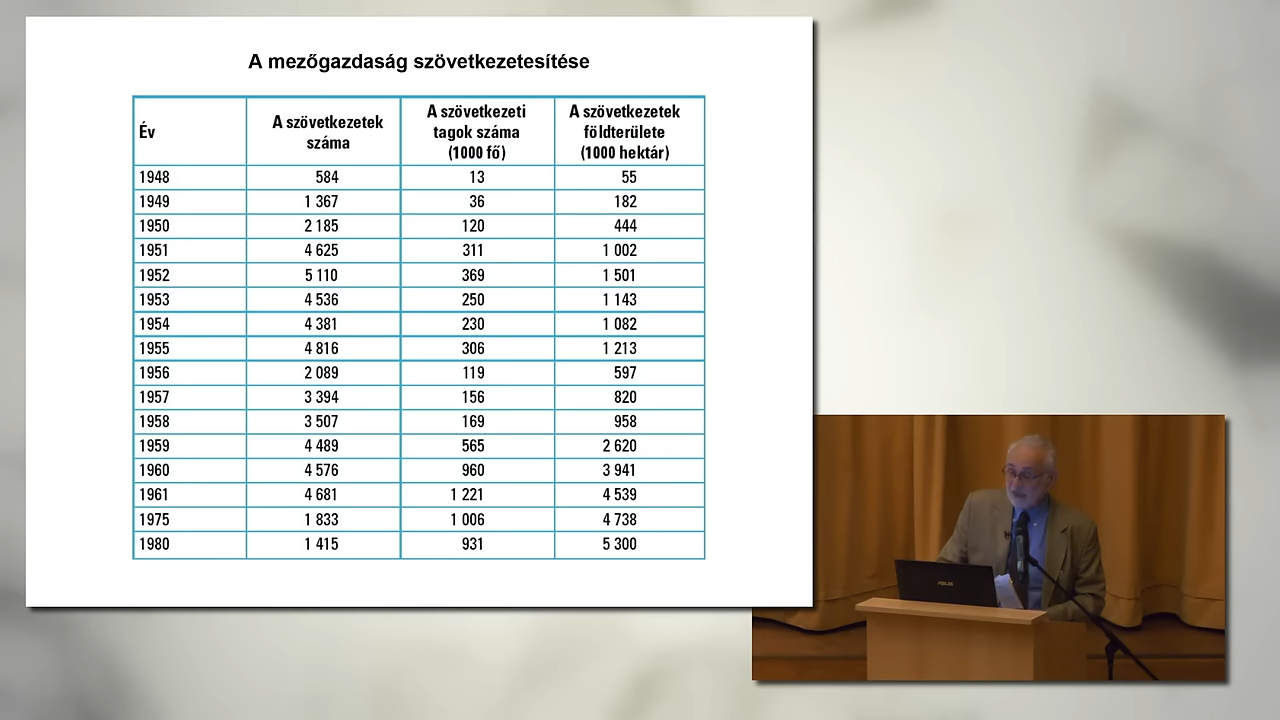 A mezőgazdaság szövetkezetesítése
Év A szövetkezetek száma A szövetkezeti tagok száma (1000 fő) A szövetkezetek földterülete (1000 hektár)
1948 584 13 55
1949 1 367 36 182
1950 2 185 120 444
1951 4 625 311 1 002
1952 5 110 369 1 501
1953 4 536 250 1 143
1954 4 381 230 1 082
1955 4 816 306 1 213
1956 2 089 119 597
1957 3 394 156 820
1958 3 507 169 958
1959 4 489 565 2 620
1960 4 576 960 3 941
1961 4 681 1 221 4 539
1975 1 833 1 006 4 738
1980 1 415 931 5 300
ASUS